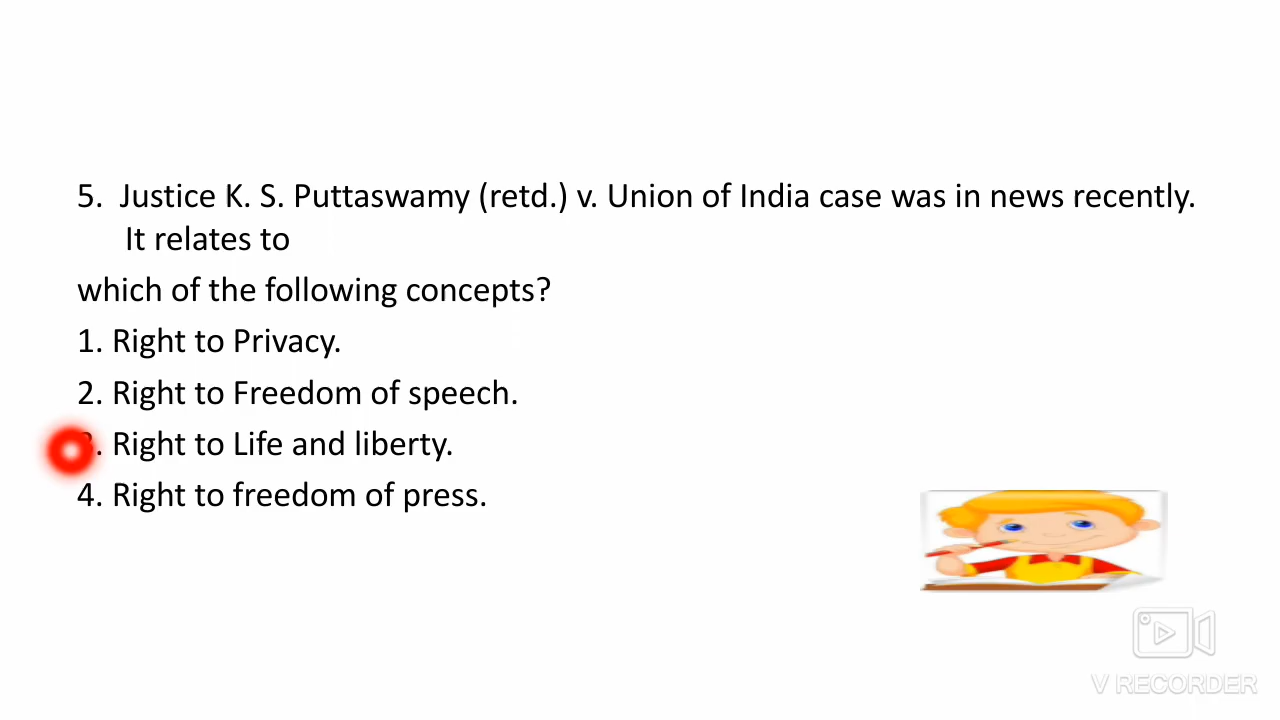 5. Justice K. S. Puttaswamy (retd.) v. Union of India case was in news recently.
It relates to
which of the following concepts?
1. Right to Privacy.
2. Right to Freedom of speech.
3. Right to Life and liberty.
4. Right to freedom of press.
V RECORDER